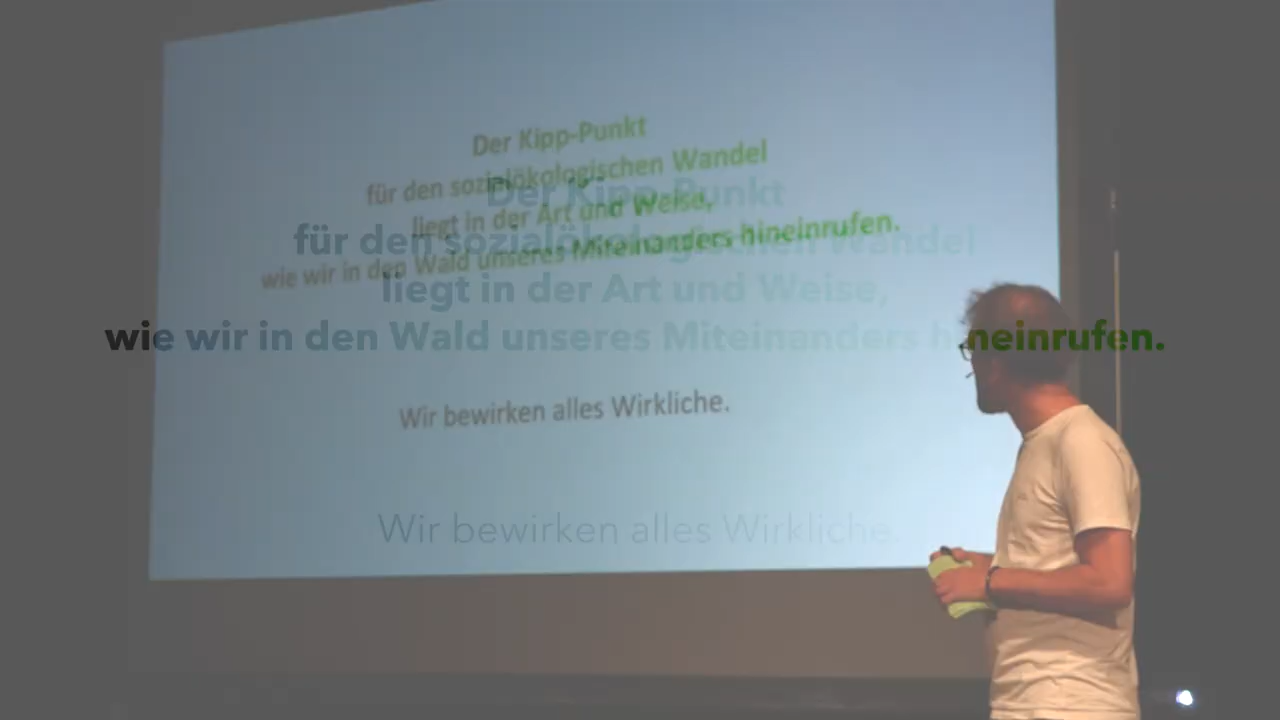 Der Kipp-Punkt
für den sozialökologischen Wandel
liegt in der Art und Weise,
wie wir in den Wald unseres Miteinanders hineinrufen.
Wir bewirken alles Wirkliche.
Der Kipp-Punkt
für den sozialökologischen Wandel
liegt in der Art und Weise,
wie wir in den Wald unseres Miteinanders hineinrufen.
Wir bewirken alles Wirkliche.